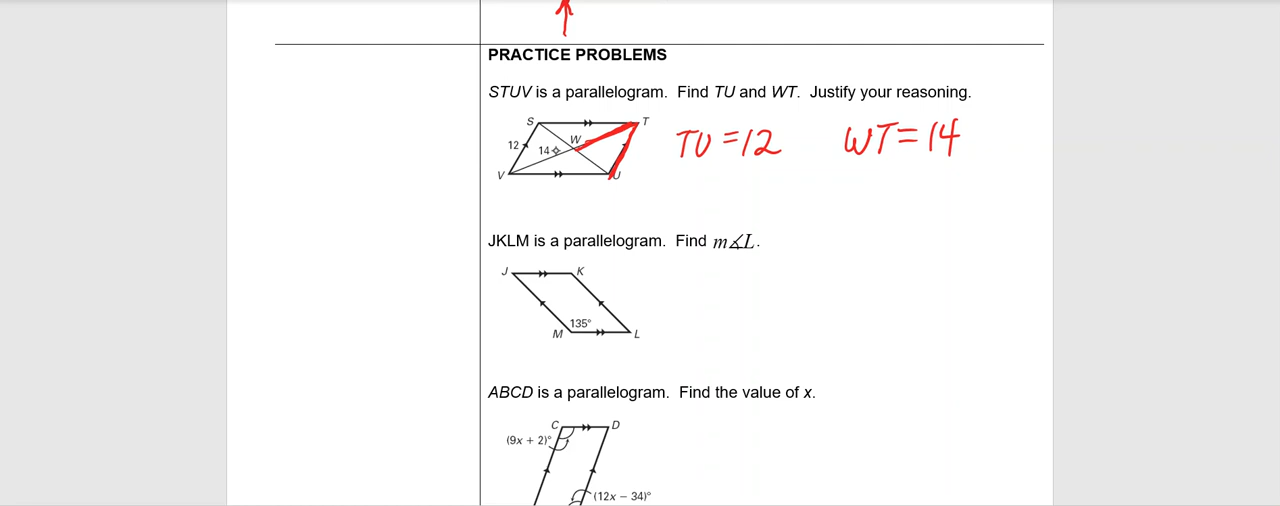 PRACTICE PROBLEMS
STUV is a parallelogram. Find TU and WT. Justify your reasoning.
S T
W
12
14
V U
TU = 12 WT = 14
JKLM is a parallelogram. Find m∡L.
J K
135°
M L
ABCD is a parallelogram. Find the value of x.
C D
(9x + 2)°
(12x − 34)°